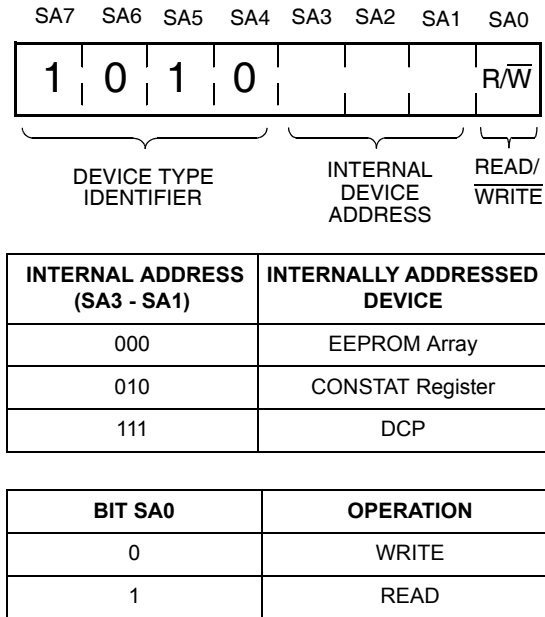 SA7 SA6 SA5 SA4 SA3 SA2 SA1 SA0
1 0 1 0 R/W̅
DEVICE TYPE
IDENTIFIER
INTERNAL
DEVICE
ADDRESS
READ/
W̅R̅I̅T̅E̅
INTERNAL ADDRESS
(SA3 - SA1)
INTERNALLY ADDRESSED
DEVICE
000 EEPROM Array
010 CONSTAT Register
111 DCP
BIT SA0 OPERATION
0 WRITE
1 READ